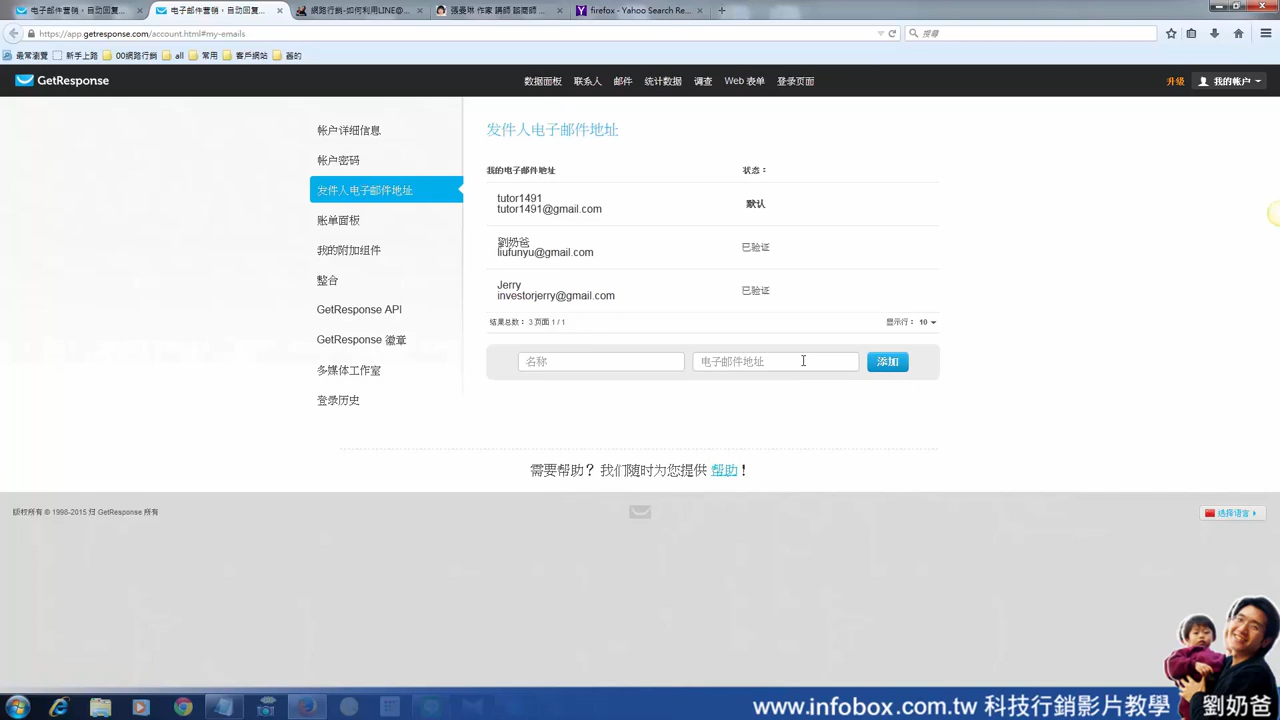 电子邮件营销，自动回复...
电子邮件营销，自动回复...
網路行銷-如何利用LINE@...
張曼琳 作家 講師 諮商師 ...
firefox - Yahoo Search Re...
https://app.getresponse.com/account.html#my-emails
搜尋
最常瀏覽
新手上路
00網路行銷
all
常用
客戶網站
舊的
GetResponse
数据面板
联系人
邮件
统计数据
调查
Web 表单
登录页面
升级
我的帐户
帐户详细信息
帐户密码
发件人电子邮件地址
账单面板
我的附加组件
整合
GetResponse API
GetResponse 徽章
多媒体工作室
登录历史
发件人电子邮件地址
我的电子邮件地址
状态：
tutor1491
tutor1491@gmail.com
默认
劉奶爸
liufunyu@gmail.com
已验证
Jerry
investorjerry@gmail.com
已验证
结果总数： 3 页面 1 / 1
显示行： 10
名称
电子邮件地址
添加
需要帮助？ 我们随时为您提供 帮助！
版权所有 © 1998-2015 归 GetResponse 所有
选择语言
www.infobox.com.tw 科技行銷影片教學
劉奶爸